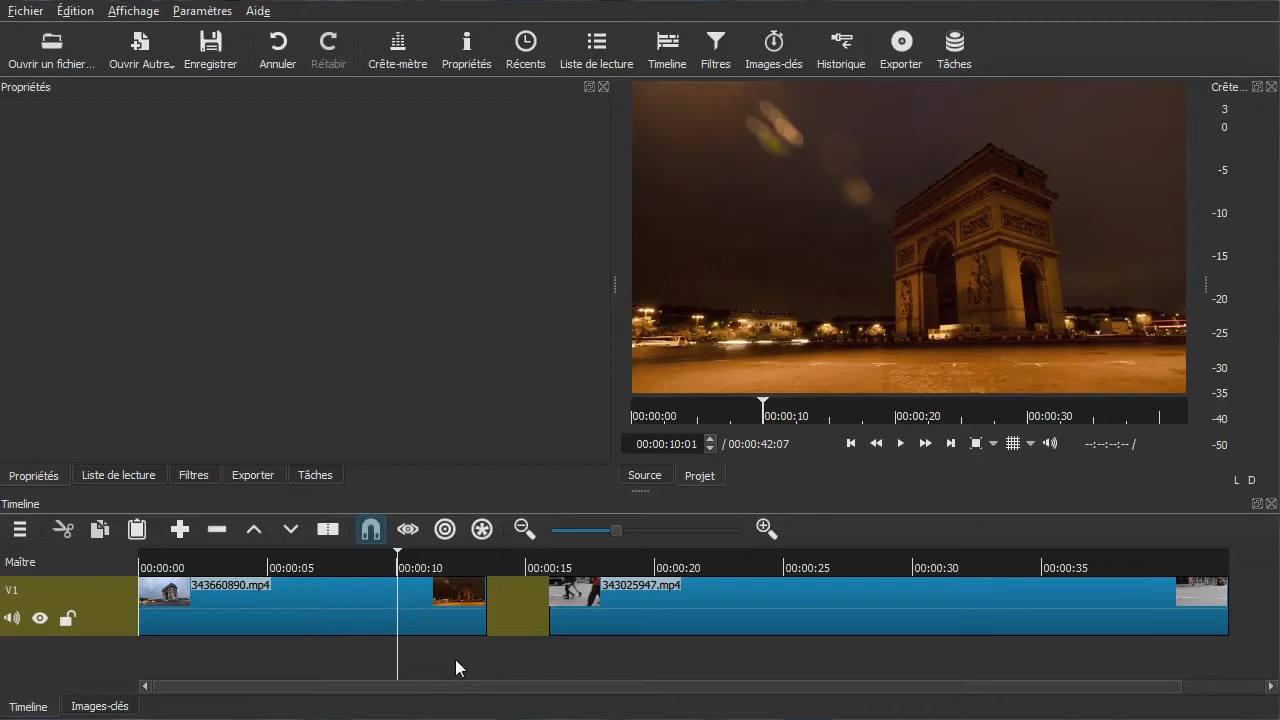 Fichier Édition Affichage Paramètres Aide
Ouvrir un fichier... Ouvrir Autre... Enregistrer Annuler Rétabir Crête-mètre Propriétés Récents Liste de lecture Timeline Filtres Images-clés Historique Exporter Tâches
Propriétés
Crête...
3
0
-5
-10
-15
-20
-25
-30
-35
-40
-50
L D
00:00:00 00:00:10 00:00:20 00:00:30
00:00:10:01 / 00:00:42:07 --:--:--:-- /
Propriétés Liste de lecture Filtres Exporter Tâches
Source Projet
Timeline
Maître
00:00:00 00:00:05 00:00:10 00:00:15 00:00:20 00:00:25 00:00:30 00:00:35
V1
343660890.mp4
343025947.mp4
Timeline Images-clés